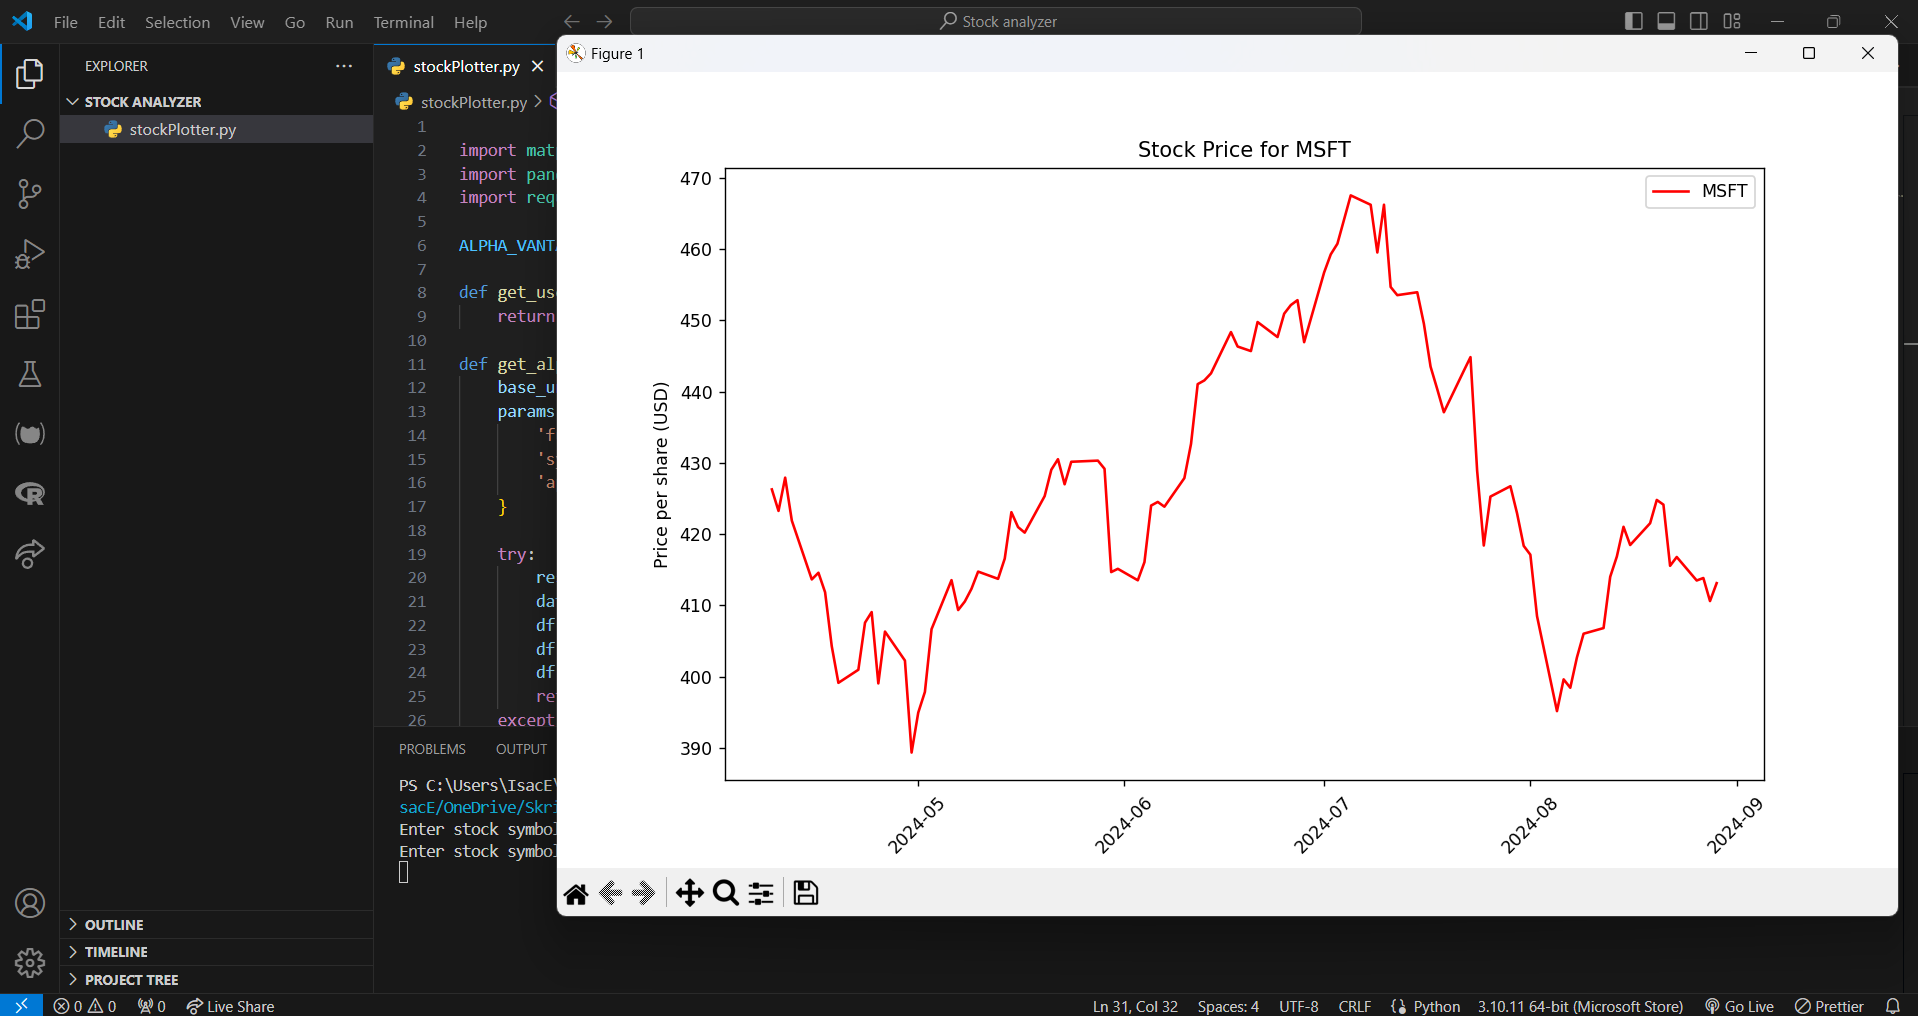 File Edit Selection View Go Run Terminal Help
Stock analyzer
EXPLORER
STOCK ANALYZER
stockPlotter.py
OUTLINE
TIMELINE
PROJECT TREE
stockPlotter.py
stockPlotter.py
1
2 import mat
3 import pan
4 import req
5
6 ALPHA_VANT
7
8 def get_us
9 return
10
11 def get_al
12 base_u
13 params
14 'f
15 's
16 'a
17 }
18
19 try:
20 re
21 da
22 df
23 df
24 df
25 re
26 except
PROBLEMS OUTPUT
PS C:\Users\IsacE\
sacE/OneDrive/Skri
Enter stock symbol
Enter stock symbol
Figure 1
Stock Price for MSFT
MSFT
Price per share (USD)
470
460
450
440
430
420
410
400
390
2024-05
2024-06
2024-07
2024-08
2024-09
0 0 0 Live Share
Ln 31, Col 32 Spaces: 4 UTF-8 CRLF Python 3.10.11 64-bit (Microsoft Store) Go Live Prettier